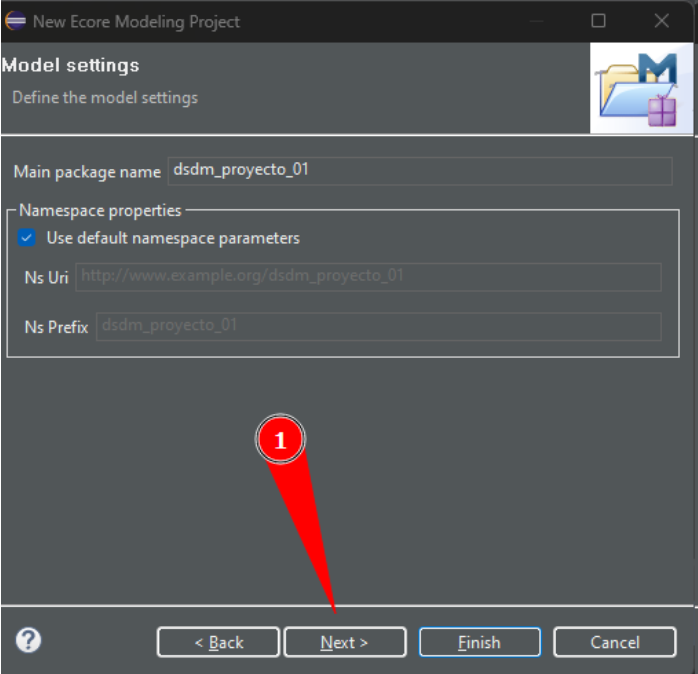 New Ecore Modeling Project
Model settings
Define the model settings
Main package name dsdm_proyecto_01
Namespace properties
Use default namespace parameters
Ns Uri http://www.example.org/dsdm_proyecto_01
Ns Prefix dsdm_proyecto_01
1
? < Back Next > Finish Cancel